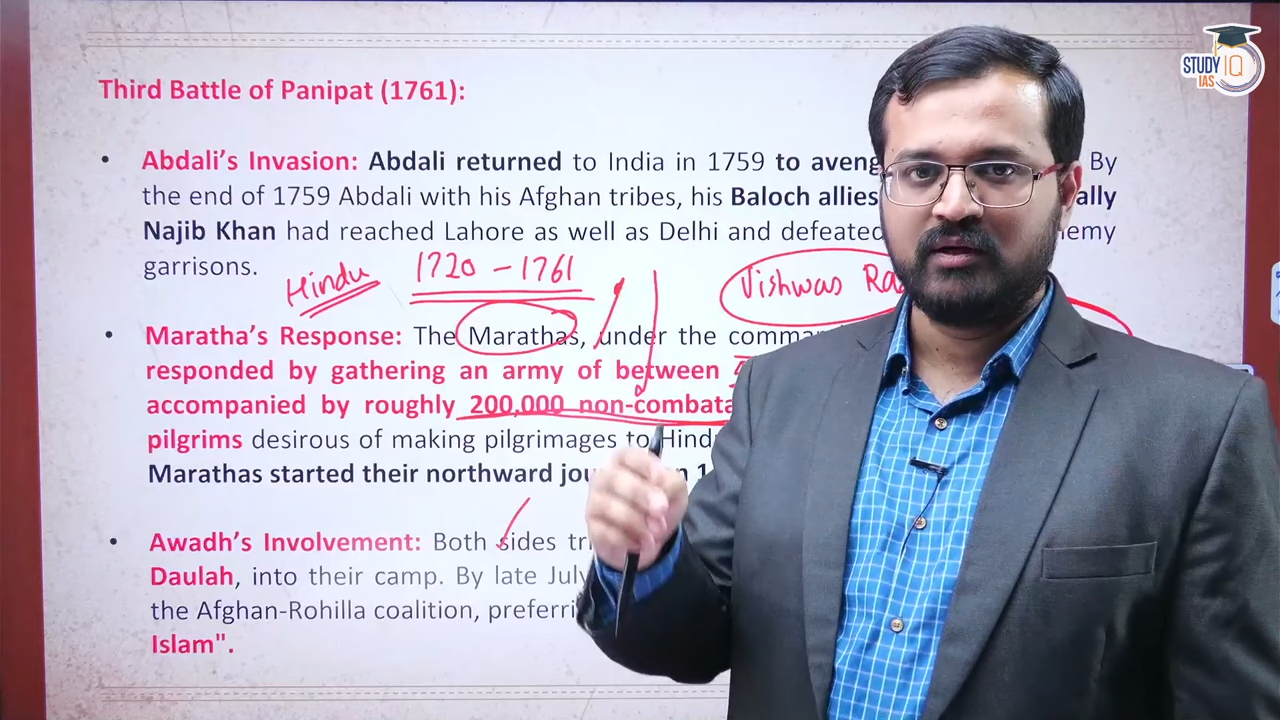 STUDY IQ
IAS
Third Battle of Panipat (1761):
• Abdali's Invasion: Abdali returned to India in 1759 to aveng By
the end of 1759 Abdali with his Afghan tribes, his Baloch allies ally
Najib Khan had reached Lahore as well as Delhi and defeated emy
garrisons.
Hindu 1720 - 1761 Vishwas
• Maratha's Response: The Marathas, under the comma
responded by gathering an army of between
accompanied by roughly 200,000 non-combata
pilgrims desirous of making pilgrimages to Hind
Marathas started their northward jou n 1
• Awadh's Involvement: Both sides tr
Daulah, into their camp. By late July
the Afghan-Rohilla coalition, preferri
Islam".